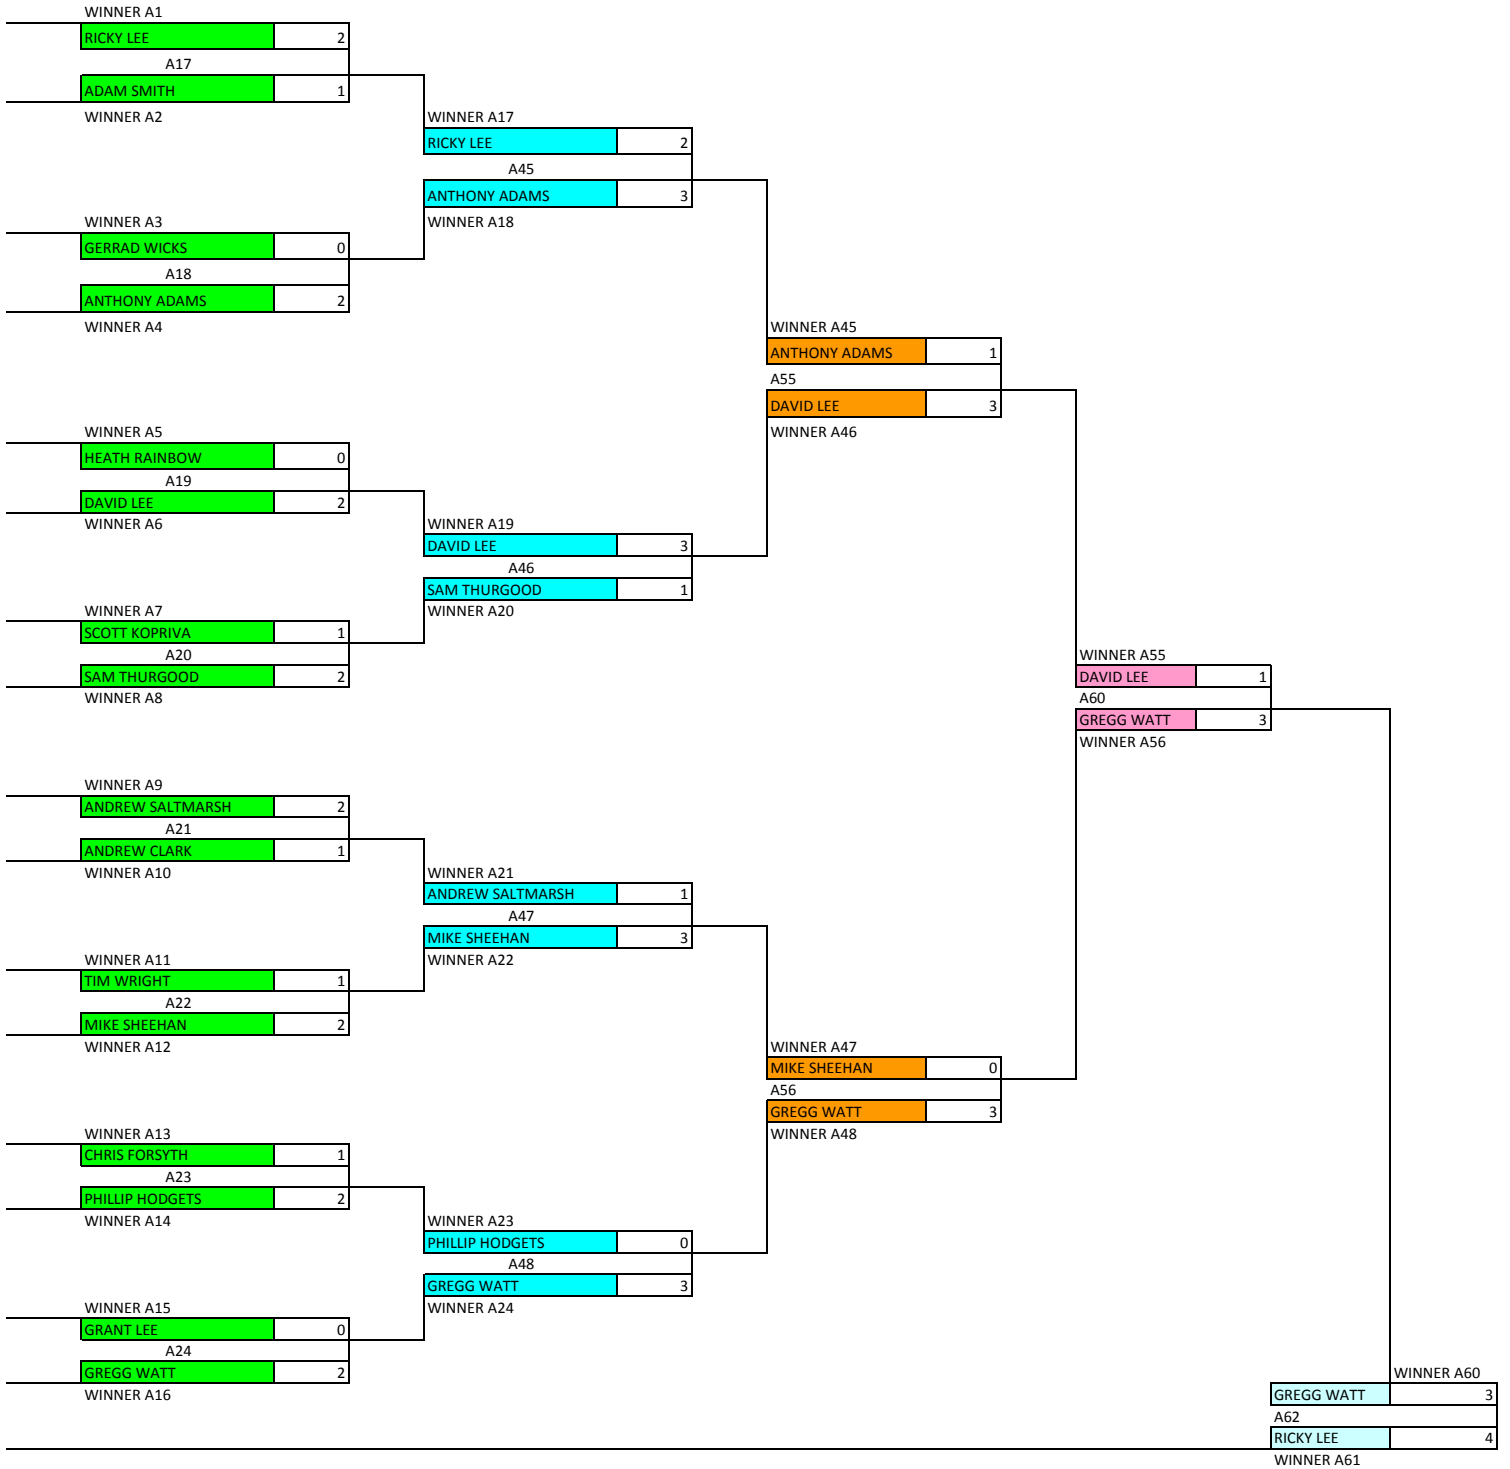 WINNER A1
RICKY LEE 2
A17
ADAM SMITH 1
WINNER A2
WINNER A17
RICKY LEE 2
A45
ANTHONY ADAMS 3
WINNER A18
WINNER A3
GERRAD WICKS 0
A18
ANTHONY ADAMS 2
WINNER A4
WINNER A45
ANTHONY ADAMS 1
A55
DAVID LEE 3
WINNER A46
WINNER A5
HEATH RAINBOW 0
A19
DAVID LEE 2
WINNER A6
WINNER A19
DAVID LEE 3
A46
SAM THURGOOD 1
WINNER A20
WINNER A7
SCOTT KOPRIVA 1
A20
SAM THURGOOD 2
WINNER A8
WINNER A55
DAVID LEE 1
A60
GREGG WATT 3
WINNER A56
WINNER A9
ANDREW SALTMARSH 2
A21
ANDREW CLARK 1
WINNER A10
WINNER A21
ANDREW SALTMARSH 1
A47
MIKE SHEEHAN 3
WINNER A22
WINNER A11
TIM WRIGHT 1
A22
MIKE SHEEHAN 2
WINNER A12
WINNER A47
MIKE SHEEHAN 0
A56
GREGG WATT 3
WINNER A48
WINNER A13
CHRIS FORSYTH 1
A23
PHILLIP HODGETS 2
WINNER A14
WINNER A23
PHILLIP HODGETS 0
A48
GREGG WATT 3
WINNER A24
WINNER A15
GRANT LEE 0
A24
GREGG WATT 2
WINNER A16
WINNER A60
GREGG WATT 3
A62
RICKY LEE 4
WINNER A61